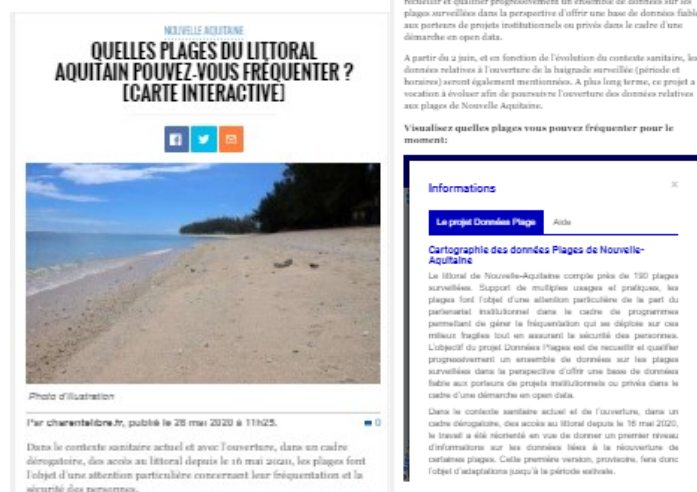 NOUVELLE AQUITAINE
QUELLES PLAGES DU LITTORAL
AQUITAIN POUVEZ-VOUS FRÉQUENTER ?
[CARTE INTERACTIVE]
Photo d'illustration
Par charentelibre.fr, publié le 28 mai 2020 à 11h25.
0
Dans le contexte sanitaire actuel et avec l'ouverture, dans un cadre
dérogatoire, des accès au littoral depuis le 16 mai 2020, les plages font
l'objet d'une attention particulière concernant leur fréquentation et la
sécurité des personnes.
recueillir et qualifier progressivement un ensemble de données sur les
plages surveillées dans la perspective d'offrir une base de données fiable
aux porteurs de projets institutionnels ou privés dans le cadre d'une
démarche en open data.
A partir du 2 juin, et en fonction de l'évolution du contexte sanitaire, les
données relatives à l'ouverture de la baignade surveillée (période et
horaires) seront également mentionnées. A plus long terme, ce projet a
vocation à évoluer afin de poursuivre l'ouverture des données relatives
aux plages de Nouvelle Aquitaine.
Visualisez quelles plages vous pouvez fréquenter pour le
moment:
Informations ×
Le projet Données Plage Aide
Cartographie des données Plages de Nouvelle-
Aquitaine
Le littoral de Nouvelle-Aquitaine compte près de 190 plages
surveillées. Support de multiples usages et pratiques, les
plages font l'objet d'une attention particulière de la part du
partenariat institutionnel dans le cadre de programmes
permettant de gérer la fréquentation qui se déploie sur ces
milieux fragiles tout en assurant la sécurité des personnes.
L'objectif du projet Données Plages est de recueillir et qualifier
progressivement un ensemble de données sur les plages
surveillées dans la perspective d'offrir une base de données
fiable aux porteurs de projets institutionnels ou privés dans le
cadre d'une démarche en open data.
Dans le contexte sanitaire actuel et de l'ouverture, dans un
cadre dérogatoire, des accès au littoral depuis le 16 mai 2020,
le travail a été réorienté en vue de donner un premier niveau
d'informations sur les données liées à la réouverture de
certaines plages. Cette première version, provisoire, fera donc
l'objet d'adaptations jusqu'à la période estivale.